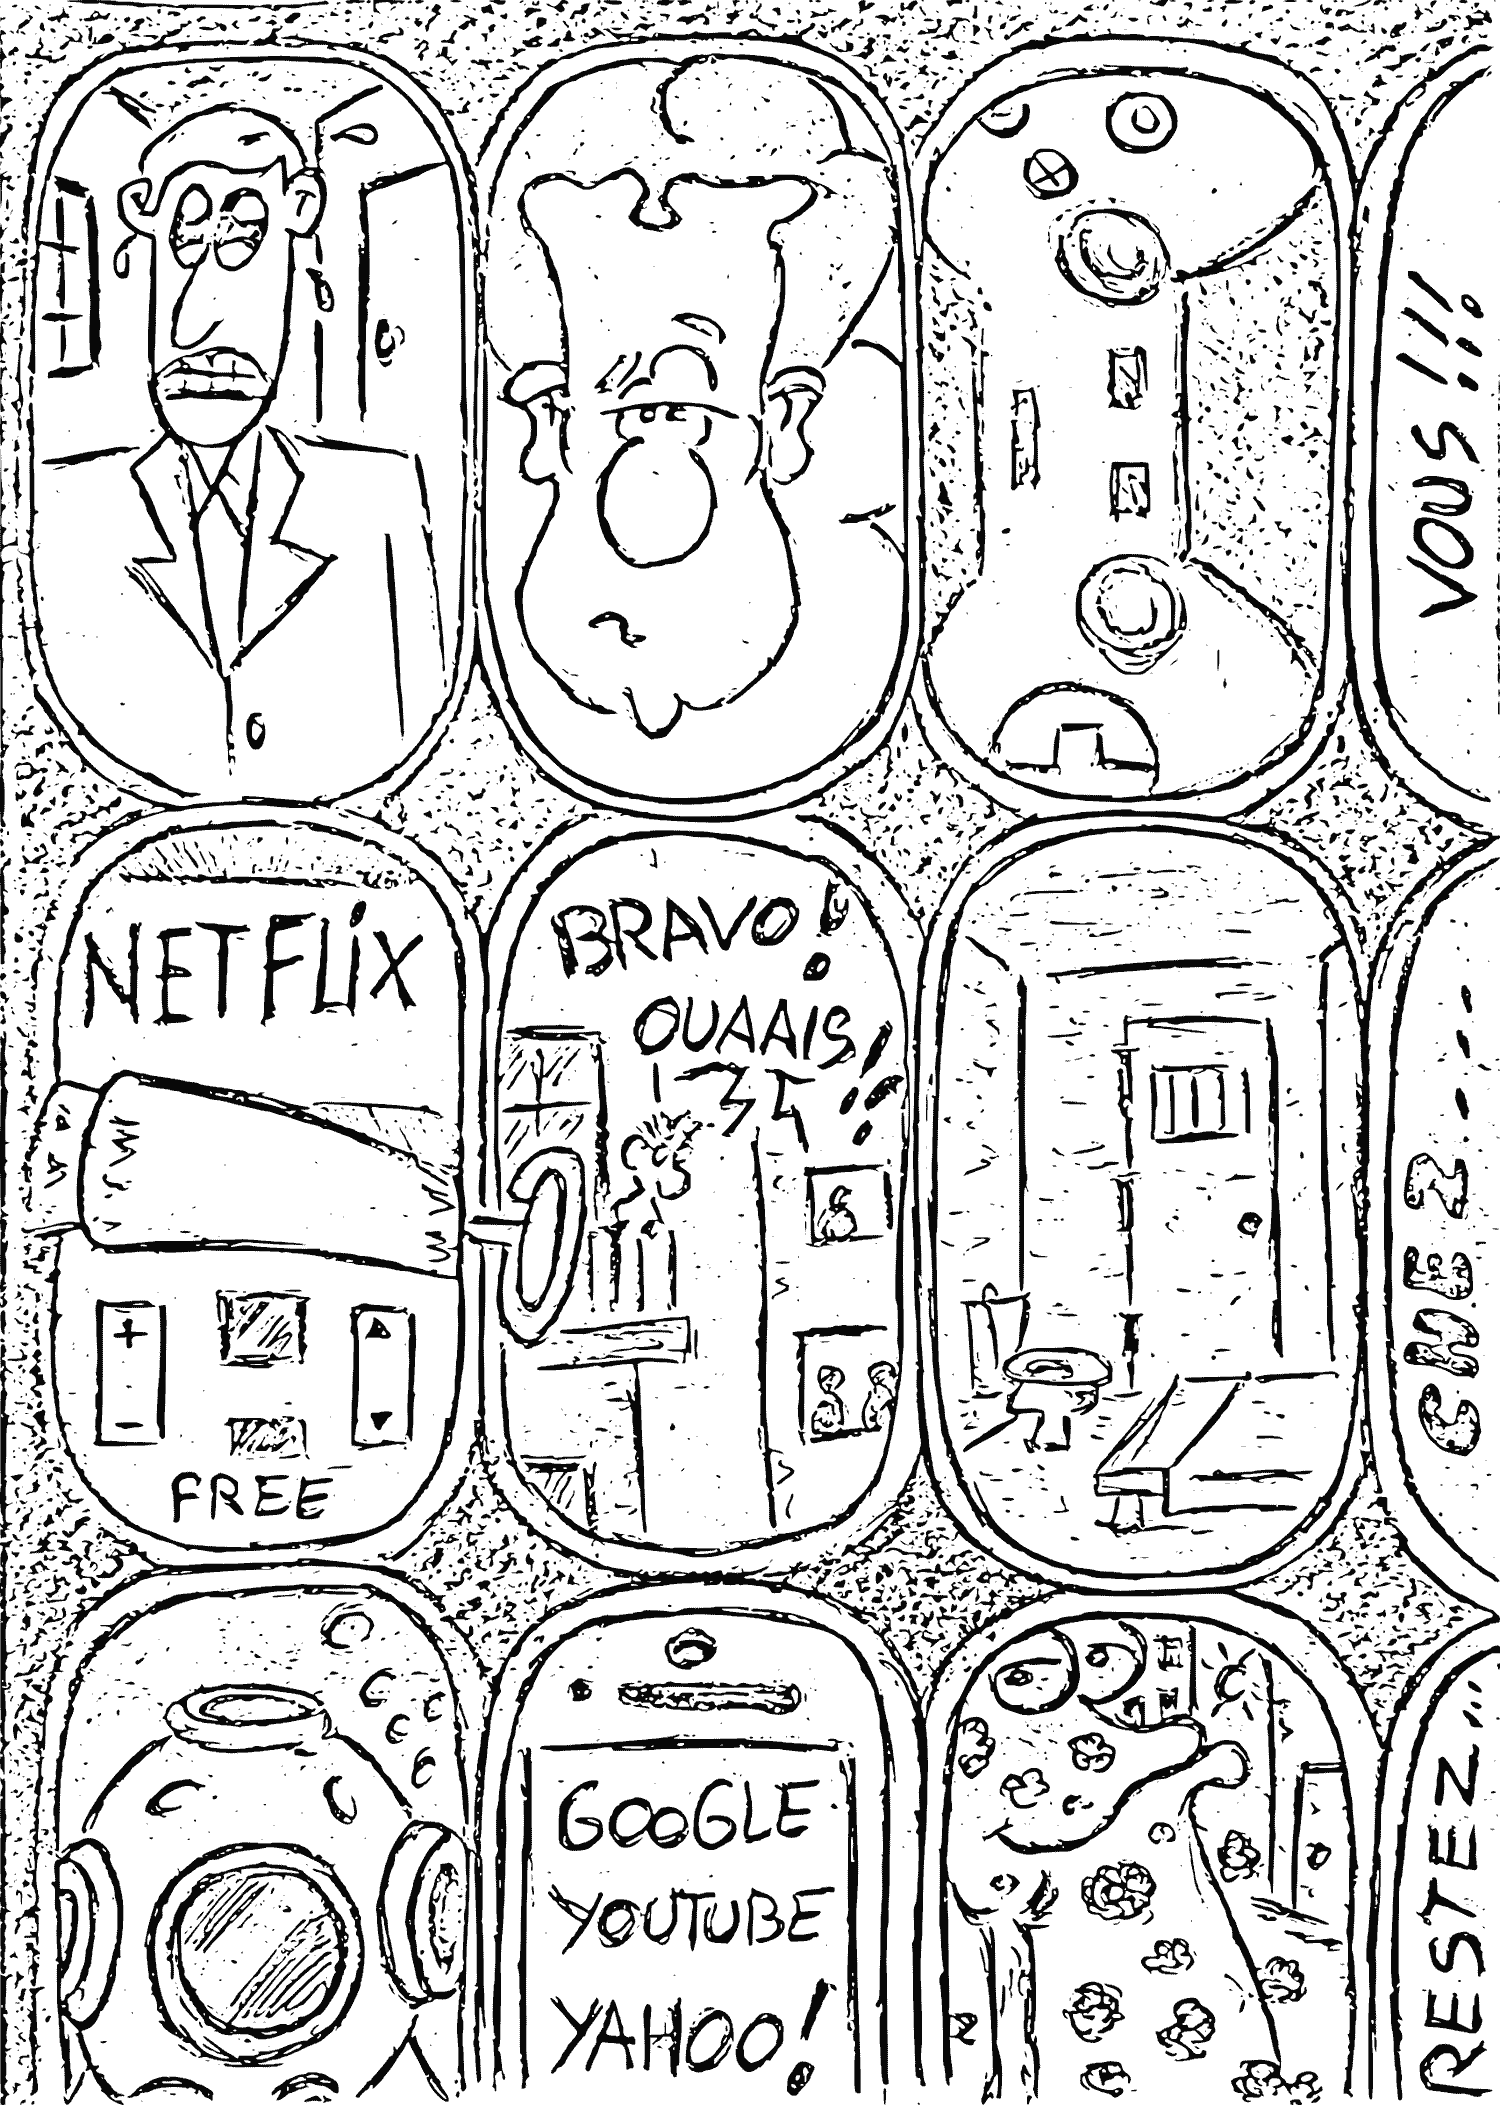 NETFLiX
FREE
BRAVO!
OUAAIS!!
GOOGLE
YOUTUBE
YAHOO!
RESTEZ...
CHEZ---
VOUS!!!